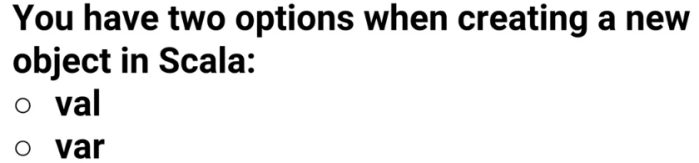 You have two options when creating a new
object in Scala:
○ val
○ var